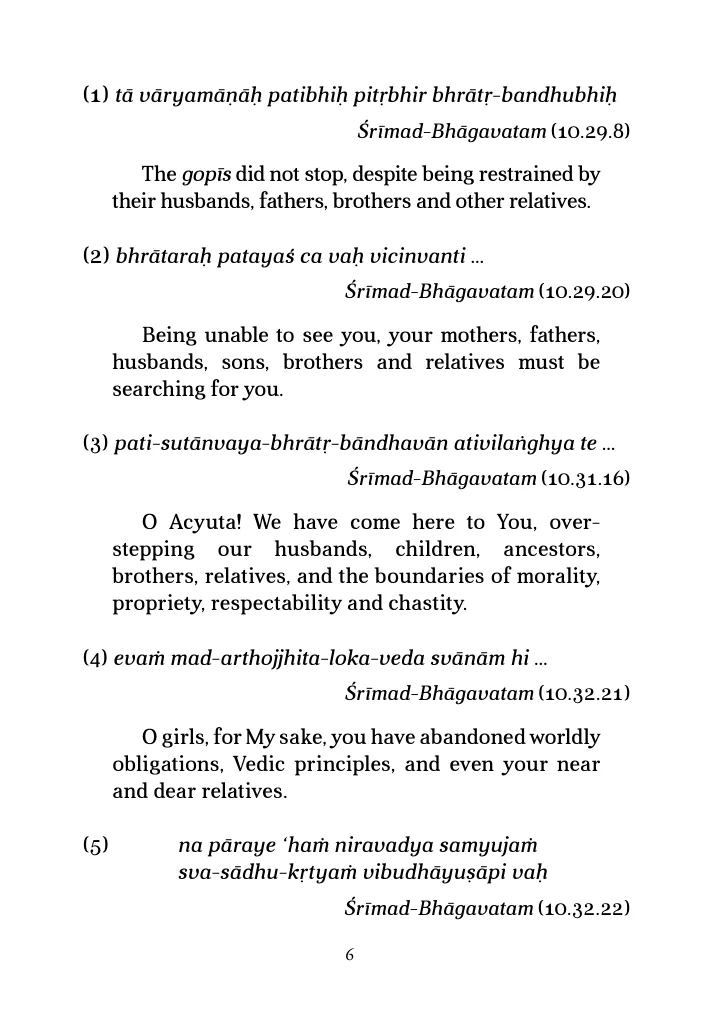 (1) tā vāryamāṇāḥ patibhiḥ pitṛbhir bhrātṛ-bandhubhiḥ
Śrīmad-Bhāgavatam (10.29.8)
The gopīs did not stop, despite being restrained by
their husbands, fathers, brothers and other relatives.
(2) bhrātaraḥ patayaś ca vaḥ vicinvanti ...
Śrīmad-Bhāgavatam (10.29.20)
Being unable to see you, your mothers, fathers,
husbands, sons, brothers and relatives must be
searching for you.
(3) pati-sutānvaya-bhrātṛ-bāndhavān ativilaṅghya te ...
Śrīmad-Bhāgavatam (10.31.16)
O Acyuta! We have come here to You, over-
stepping our husbands, children, ancestors,
brothers, relatives, and the boundaries of morality,
propriety, respectability and chastity.
(4) evaṁ mad-arthojjhita-loka-veda svānām hi ...
Śrīmad-Bhāgavatam (10.32.21)
O girls, for My sake, you have abandoned worldly
obligations, Vedic principles, and even your near
and dear relatives.
(5) na pāraye ‘haṁ niravadya samyujaṁ
sva-sādhu-kṛtyaṁ vibudhāyuṣāpi vaḥ
Śrīmad-Bhāgavatam (10.32.22)
6